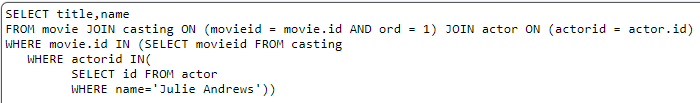 SELECT title,name
FROM movie JOIN casting ON (movieid = movie.id AND ord = 1) JOIN actor ON (actorid = actor.id)
WHERE movie.id IN (SELECT movieid FROM casting
   WHERE actorid IN(
         SELECT id FROM actor
         WHERE name='Julie Andrews'))